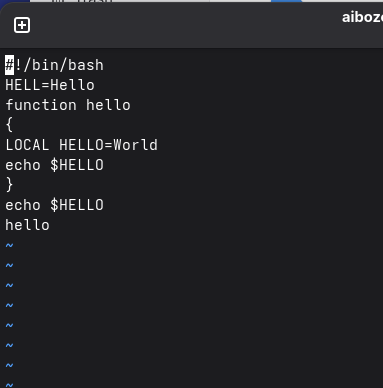 aiboz
#!/bin/bash
HELL=Hello
function hello
{
LOCAL HELLO=World
echo $HELLO
}
echo $HELLO
hello
~
~
~
~
~
~
~
~